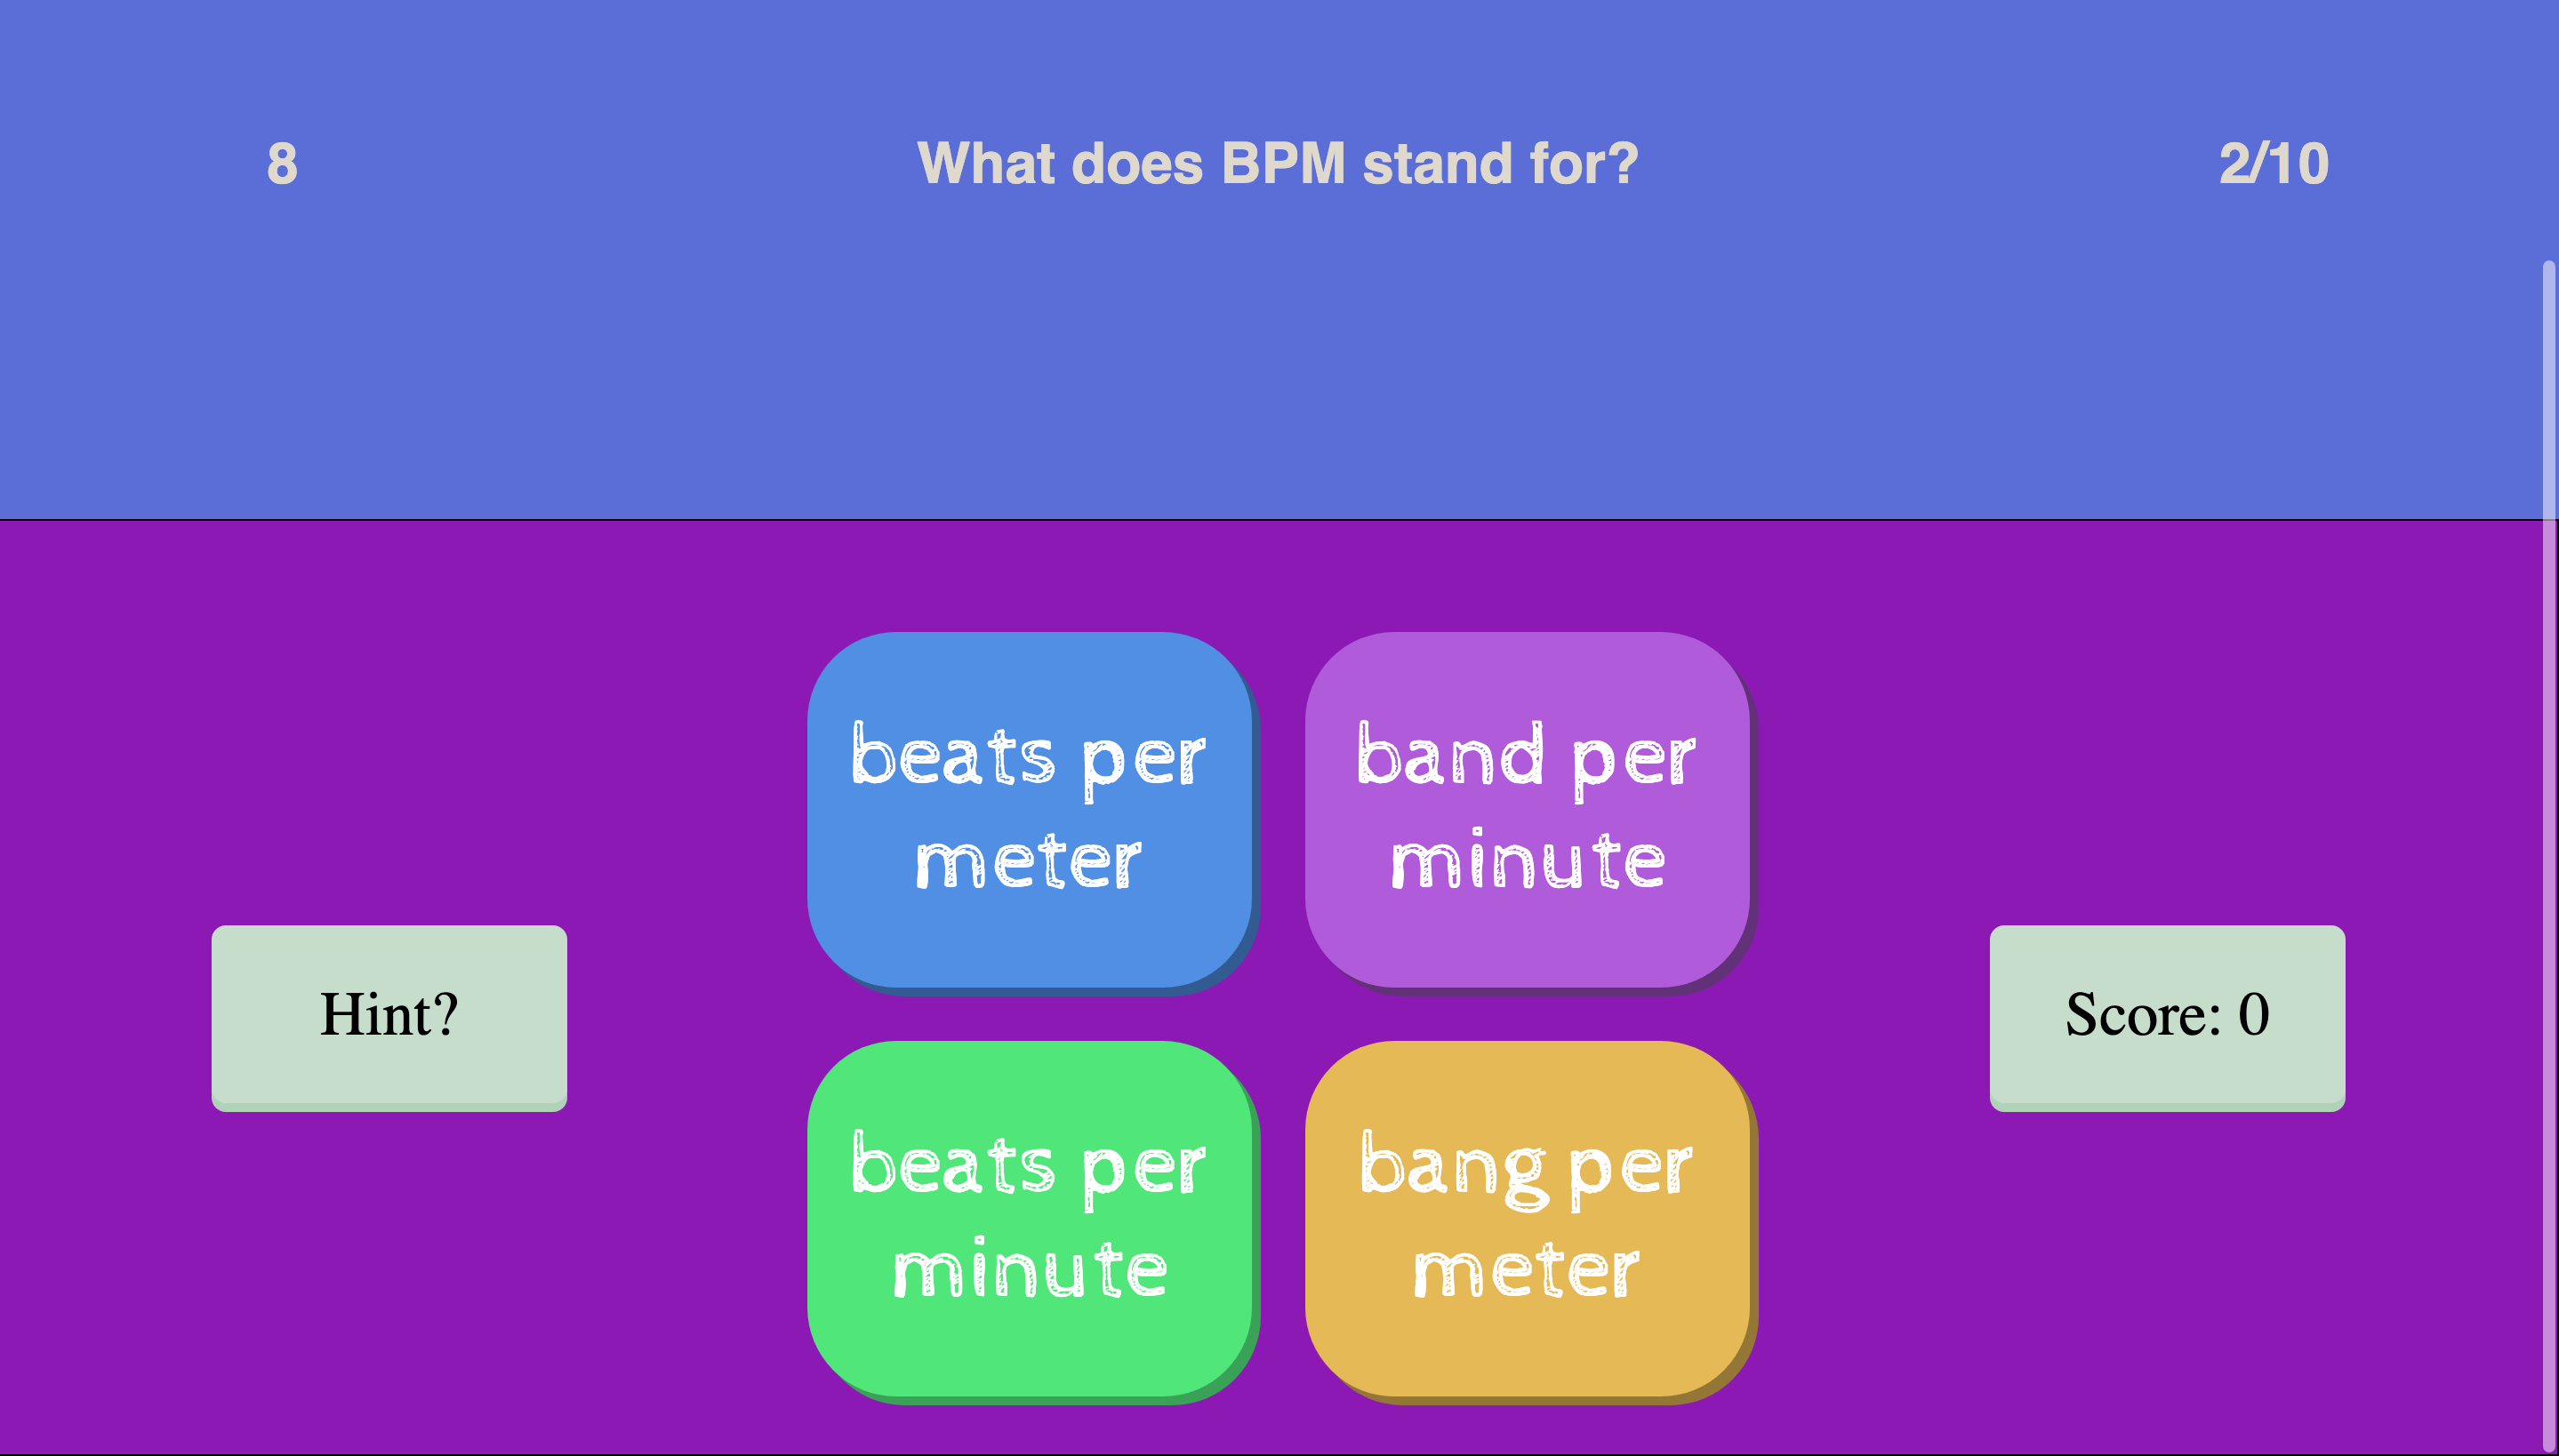 8
What does BPM stand for?
2/10
beats per
meter
band per
minute
Hint?
Score: 0
beats per
minute
bang per
meter